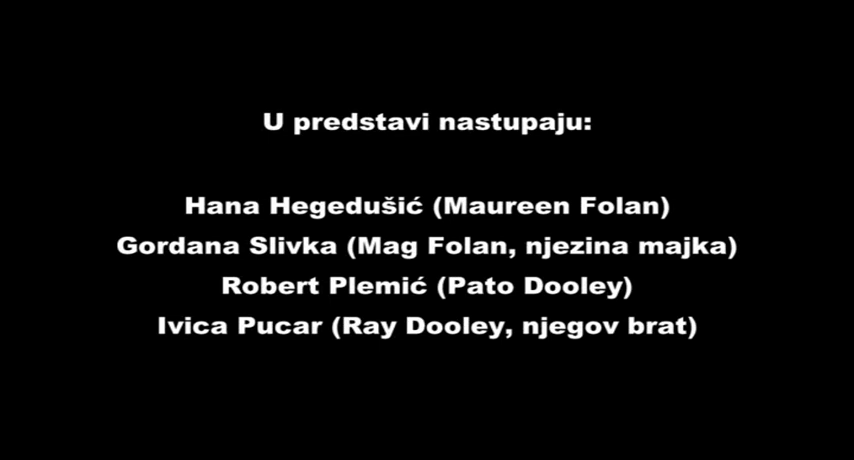 U predstavi nastupaju:
Hana Hegedušić (Maureen Folan)
Gordana Slivka (Mag Folan, njezina majka)
Robert Plemić (Pato Dooley)
Ivica Pucar (Ray Dooley, njegov brat)